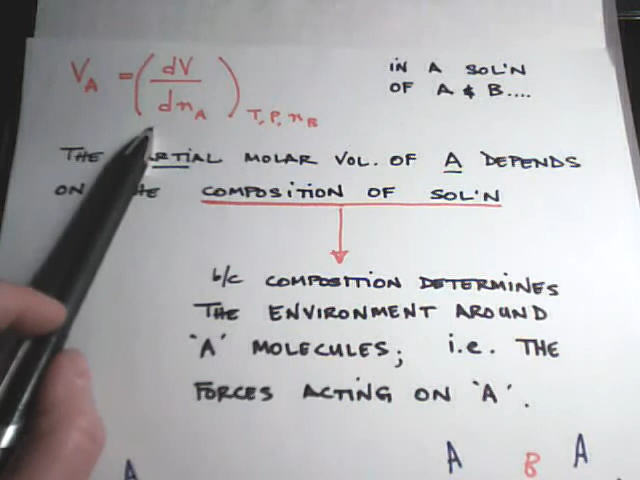 V_A = (dV/dn_A)_T, P, n_B
IN A SOL'N
OF A & B....
THE PARTIAL MOLAR VOL. OF A DEPENDS
ON THE COMPOSITION OF SOL'N
b/c COMPOSITION DETERMINES
THE ENVIRONMENT AROUND
'A' MOLECULES; i.e. THE
FORCES ACTING ON 'A'.
A B A
A